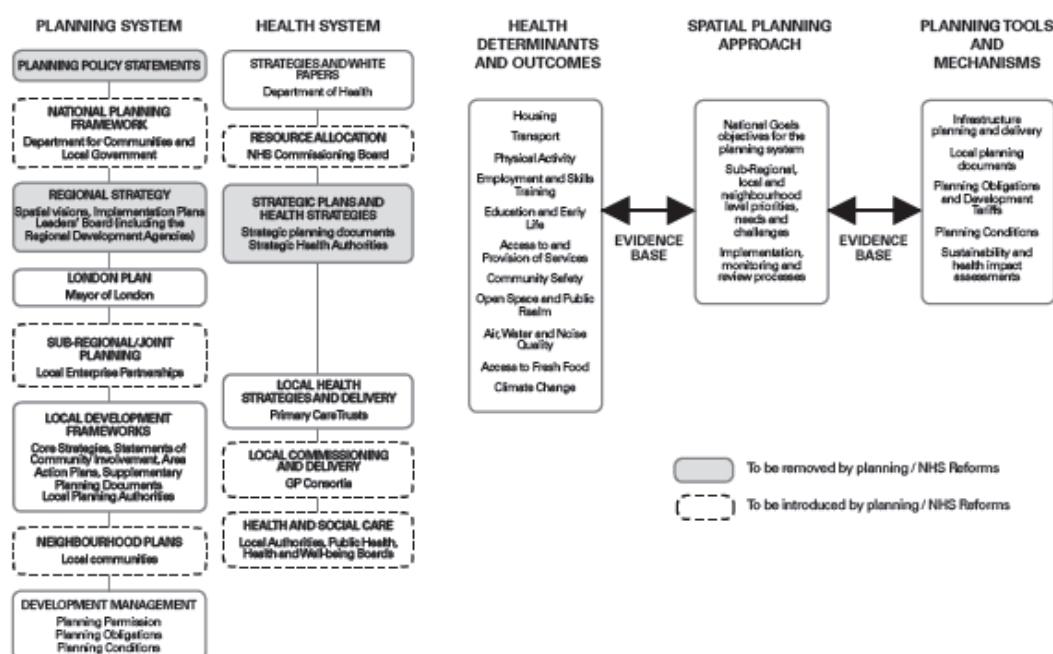 PLANNING SYSTEM
PLANNING POLICY STATEMENTS
NATIONAL PLANNING
FRAMEWORK
Department for Communities and
Local Government
REGIONAL STRATEGY
Spatial visions, Implementation Plans
Leaders' Board (including the
Regional Development Agencies)
LONDON PLAN
Mayor of London
SUB-REGIONAL/JOINT
PLANNING
Local Enterprise Partnerships
LOCAL DEVELOPMENT
FRAMEWORKS
Core Strategies, Statements of
Community Involvement, Area
Action Plans, Supplementary
Planning Documents
Local Planning Authorities
NEIGHBOURHOOD PLANS
Local communities
DEVELOPMENT MANAGEMENT
Planning Permission
Planning Obligations
Planning Conditions
HEALTH SYSTEM
STRATEGIES AND WHITE
PAPERS
Department of Health
RESOURCE ALLOCATION
NHS Commissioning Board
STRATEGIC PLANS AND
HEALTH STRATEGIES
Strategic planning documents
Strategic Health Authorities
LOCAL HEALTH
STRATEGIES AND DELIVERY
Primary Care Trusts
LOCAL COMMISSIONING
AND DELIVERY
GP Consortia
HEALTH AND SOCIAL CARE
Local Authorities, Public Health,
Health and Well-being Boards
HEALTH
DETERMINANTS
AND OUTCOMES
Housing
Transport
Physical Activity
Employment and Skills
Training
Education and Early
Life
Access to and
Provision of Services
Community Safety
Open Space and Public
Realm
Air, Water and Noise
Quality
Access to Fresh Food
Climate Change
EVIDENCE
BASE
SPATIAL PLANNING
APPROACH
National Goals
objectives for the
planning system
Sub-Regional,
local and
neighbourhood
level priorities,
needs and
challenges
Implementation,
monitoring and
review processes
EVIDENCE
BASE
PLANNING TOOLS
AND
MECHANISMS
Infrastructure
planning and delivery
Local planning
documents
Planning Obligations
and Development
Tariffs
Planning Conditions
Sustainability and
health impact
assessments
To be removed by planning / NHS Reforms
To be introduced by planning / NHS Reforms